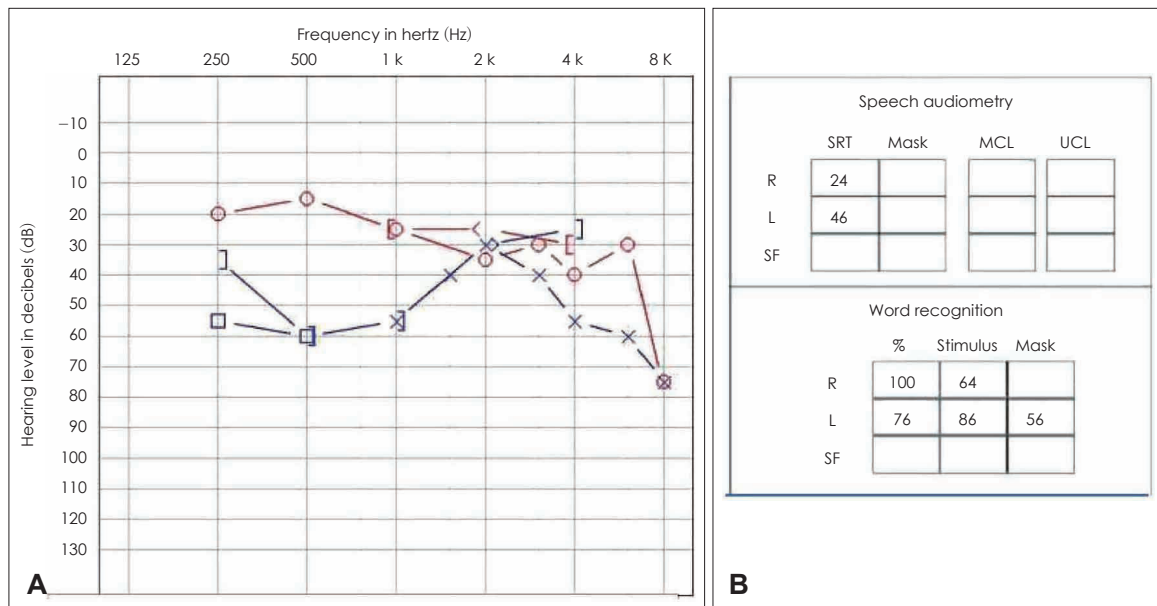 Frequency in hertz (Hz)
125 250 500 1 k 2 k 4 k 8 K
Hearing level in decibels (dB)
−10
0
10
20
30
40
50
60
70
80
90
100
110
120
130
A
Speech audiometry
SRT Mask MCL UCL
R 24
L 46
SF
Word recognition
% Stimulus Mask
R 100 64
L 76 86 56
SF
B